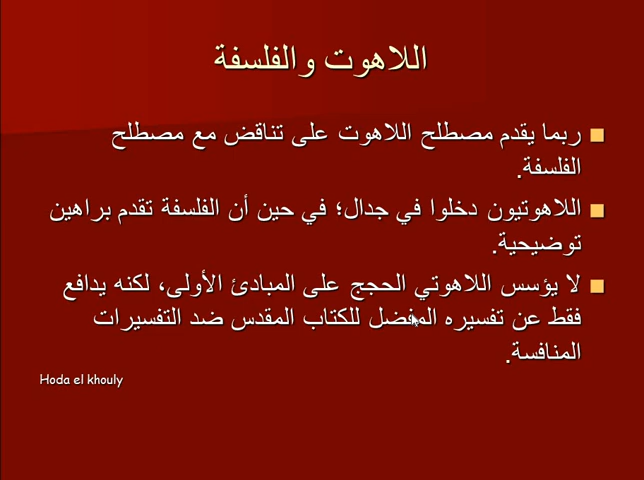 اللاهوت والفلسفة
ربما يقدم مصطلح اللاهوت على تناقض مع مصطلح
الفلسفة.
اللاهوتيون دخلوا في جدال؛ في حين أن الفلسفة تقدم براهين
توضيحية.
لا يؤسس اللاهوتي الحجج على المبادئ الأولى، لكنه يدافع
فقط عن تفسيره المفضل للكتاب المقدس ضد التفسيرات
المنافسة.
Hoda el khouly